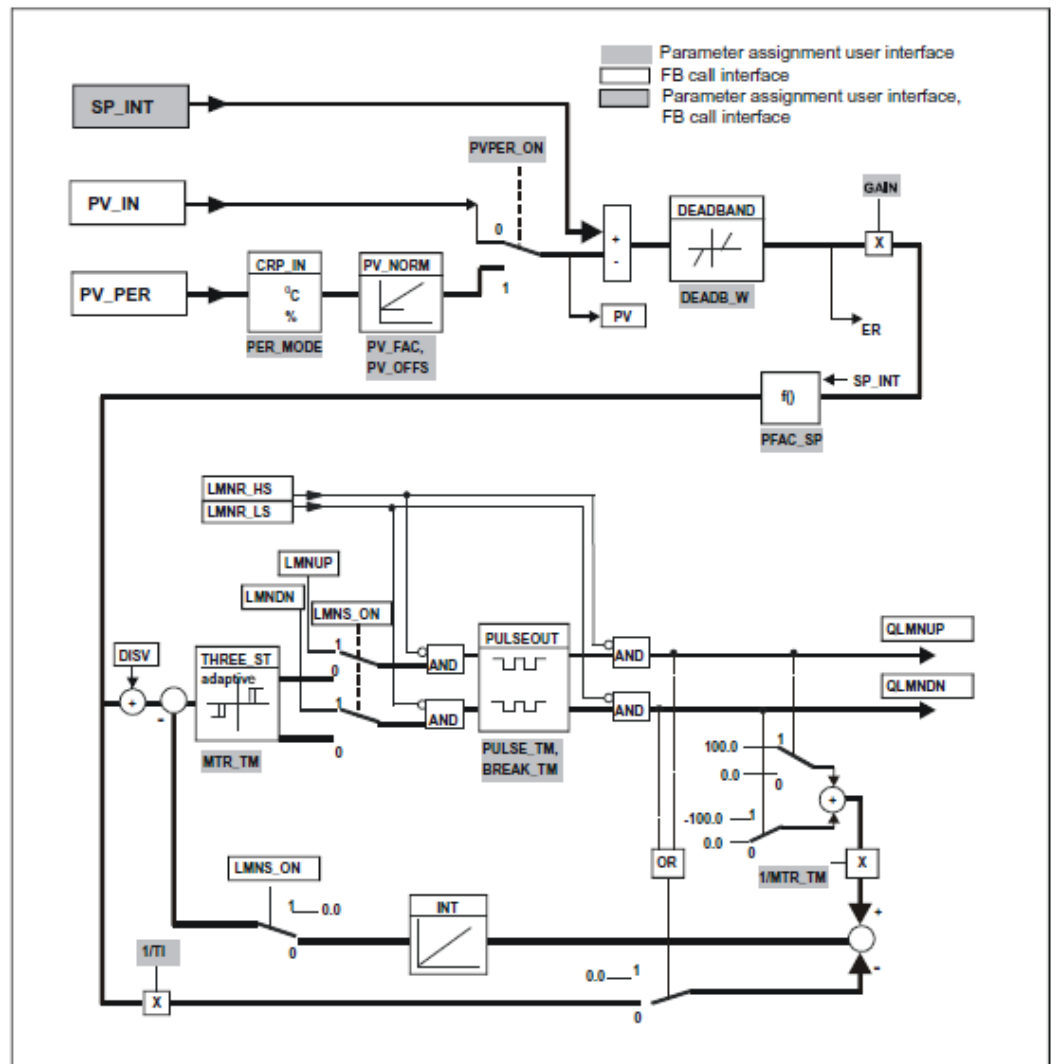 Parameter assignment user interface
FB call interface
Parameter assignment user interface,
FB call interface
SP_INT
PVPER_ON
PV_IN
GAIN
DEADBAND
0
+
-
X
CRP_IN
PV_NORM
PV_PER
°C
%
1
DEADB_W
PV
PER_MODE
PV_FAC,
PV_OFFS
ER
SP_INT
f()
PFAC_SP
LMNR_HS
LMNR_LS
LMNUP
LMNDN
LMNS_ON
PULSEOUT
QLMNUP
1
AND
AND
DISV
THREE_ST
adaptive
0
1
QLMNDN
+
-
AND
AND
0
MTR_TM
PULSE_TM,
BREAK_TM
100.0
1
0.0
0
+
-100.0
1
0.0
0
OR
X
1/MTR_TM
LMNS_ON
1
0.0
INT
+
0
1/TI
-
0.0
1
X
0